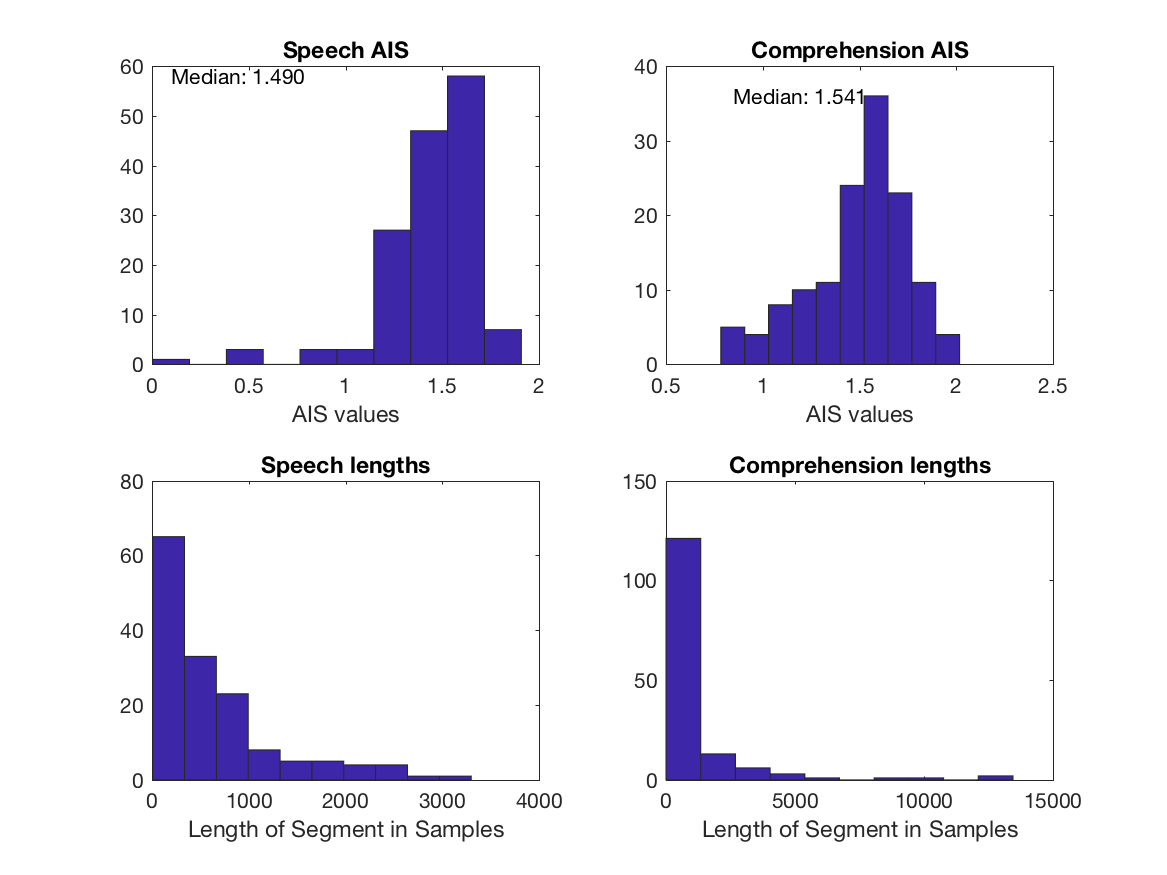 Speech AIS
Median: 1.490
60
50
40
30
20
10
0
0 0.5 1 1.5 2
AIS values
Comprehension AIS
Median: 1.541
40
30
20
10
0
0.5 1 1.5 2 2.5
AIS values
Speech lengths
80
60
40
20
0
0 1000 2000 3000 4000
Length of Segment in Samples
Comprehension lengths
150
100
50
0
0 5000 10000 15000
Length of Segment in Samples